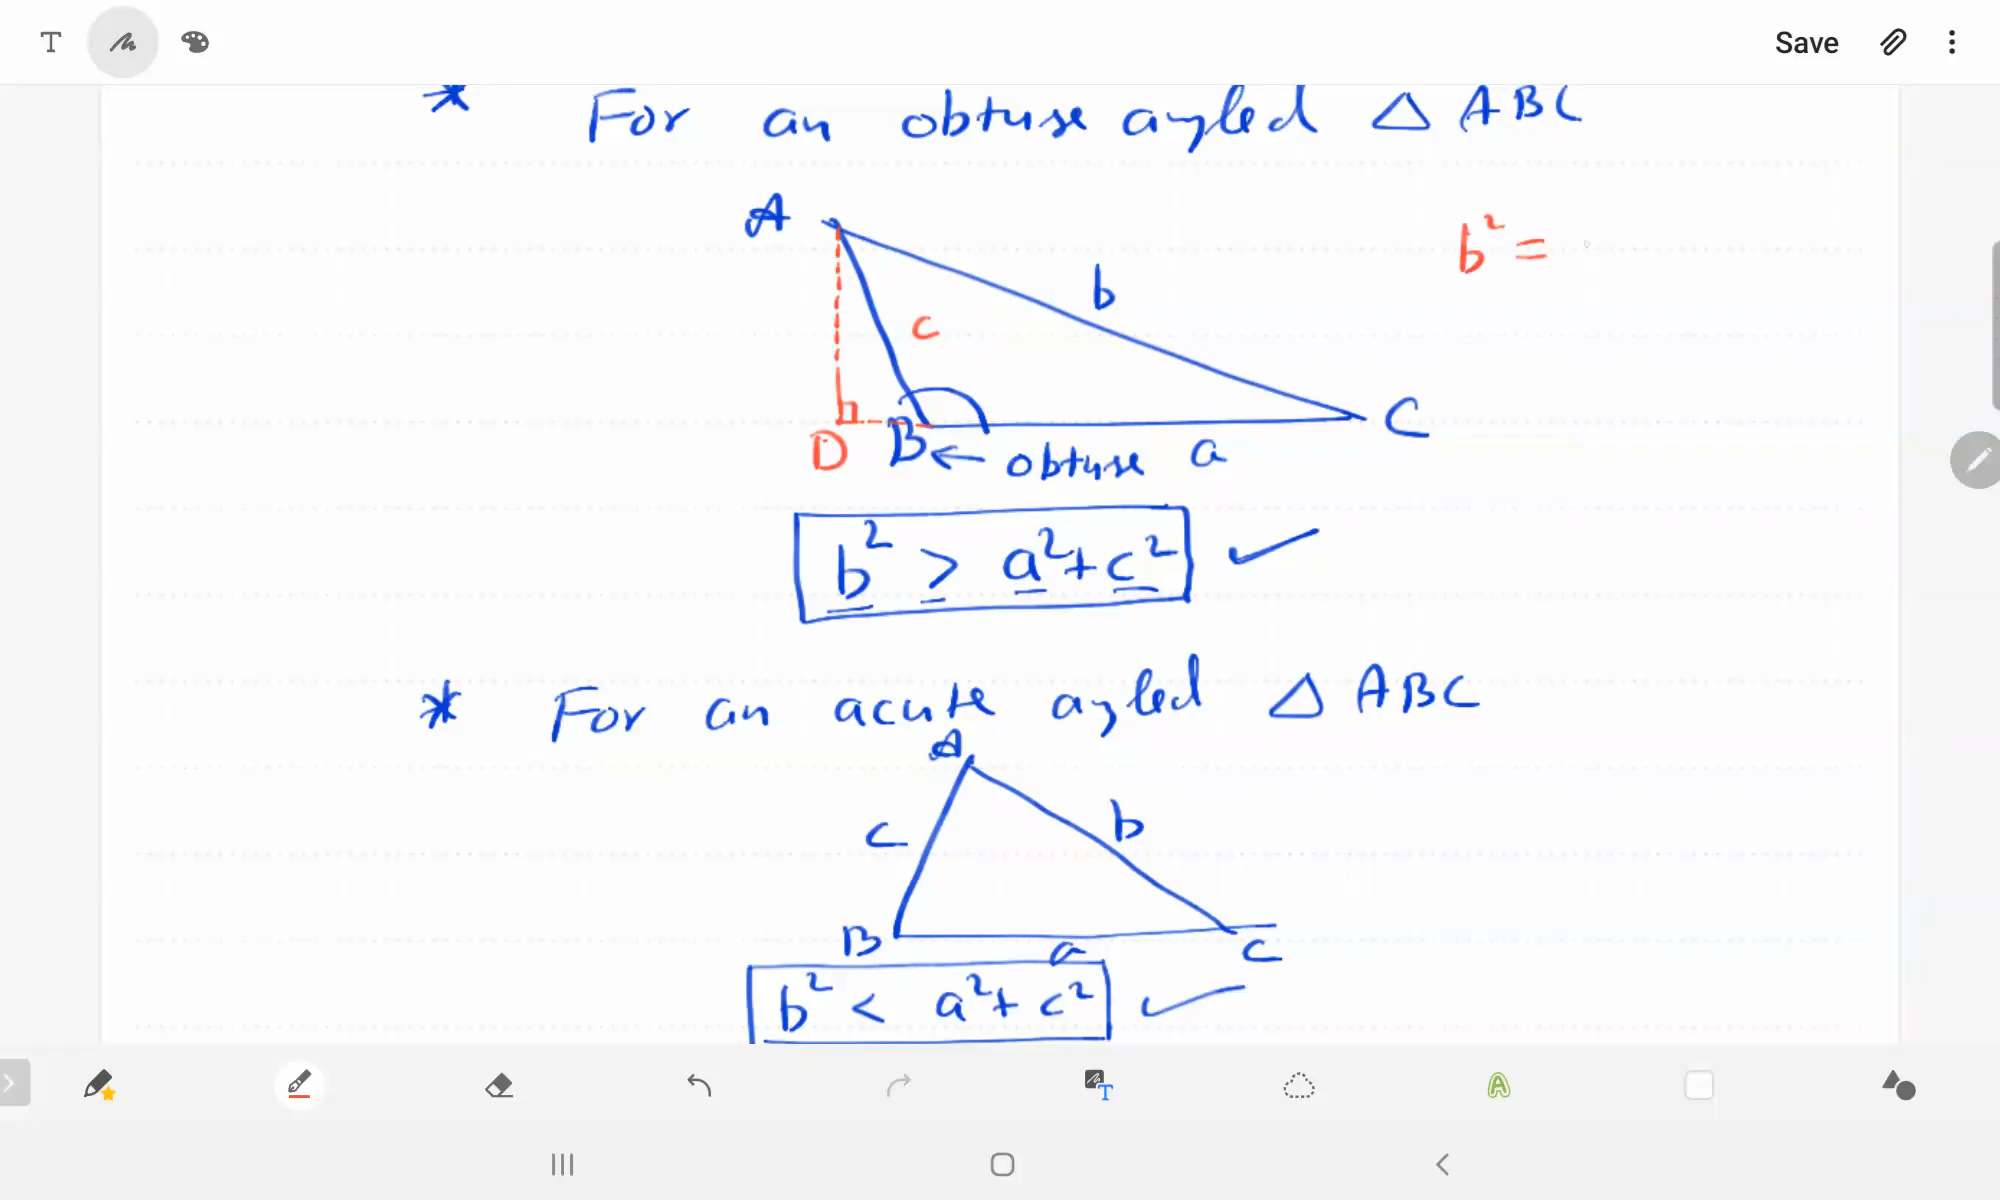 Save
* For an obtuse angled △ ABC
A
b² =
b
c
D B ← obtuse a C
b² > a² + c² ✓
* For an acute angled △ ABC
A
c b
B a C
b² < a² + c² ✓